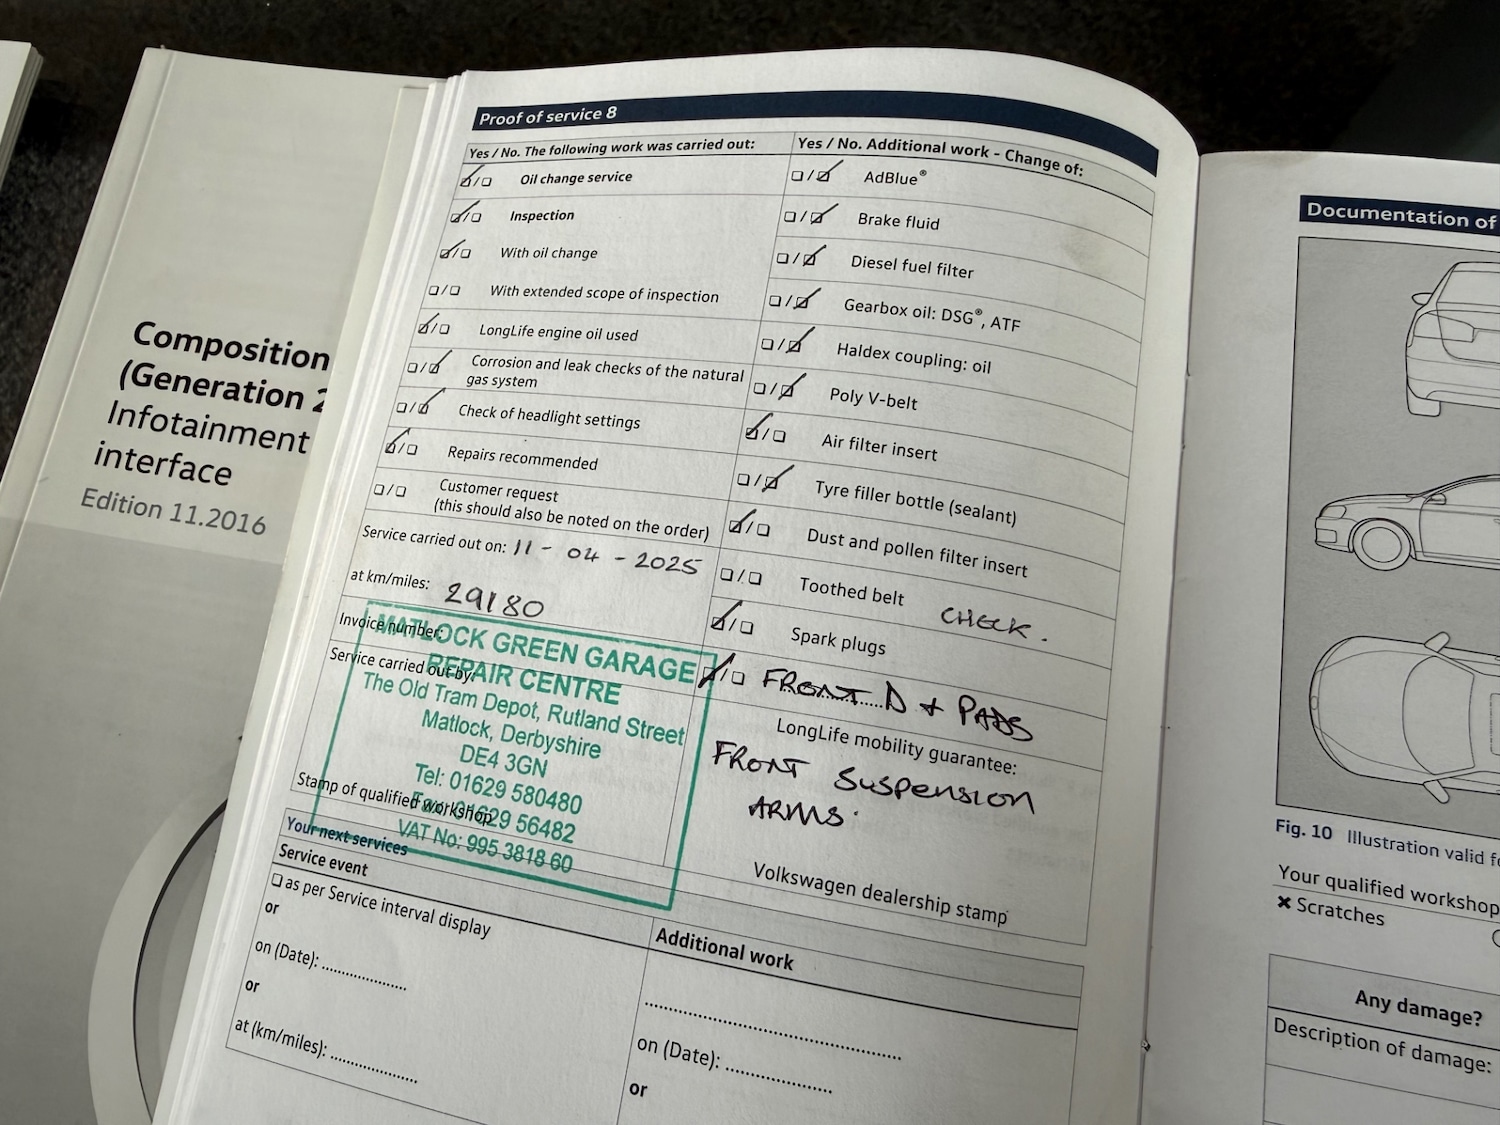 Composition
(Generation 2
Infotainment
interface
Edition 11.2016
Proof of service 8
Yes / No. The following work was carried out:
Oil change service
Inspection
With oil change
With extended scope of inspection
LongLife engine oil used
Corrosion and leak checks of the natural
gas system
Check of headlight settings
Repairs recommended
Customer request
(this should also be noted on the order)
Service carried out on: 11 - 04 - 2025
at km/miles: 29180
Invoice number:
Service carried out by:
MATLOCK GREEN GARAGE
REPAIR CENTRE
The Old Tram Depot, Rutland Street
Matlock, Derbyshire
DE4 3GN
Tel: 01629 580480
Fax: 01629 56482
VAT No: 995 3818 60
Stamp of qualified workshop
Yes / No. Additional work – Change of:
AdBlue®
Brake fluid
Diesel fuel filter
Gearbox oil: DSG®, ATF
Haldex coupling: oil
Poly V-belt
Air filter insert
Tyre filler bottle (sealant)
Dust and pollen filter insert
Toothed belt CHECK.
Spark plugs
FRONT D + PADS
LongLife mobility guarantee:
FRONT SUSPENSION
ARMS
Volkswagen dealership stamp
Your next services
Service event
as per Service interval display
or
on (Date): ................
or
at (km/miles): ................
Additional work
on (Date): ................
or
Documentation of
Fig. 10 Illustration valid fo
Your qualified workshop
✖ Scratches
Any damage?
Description of damage: